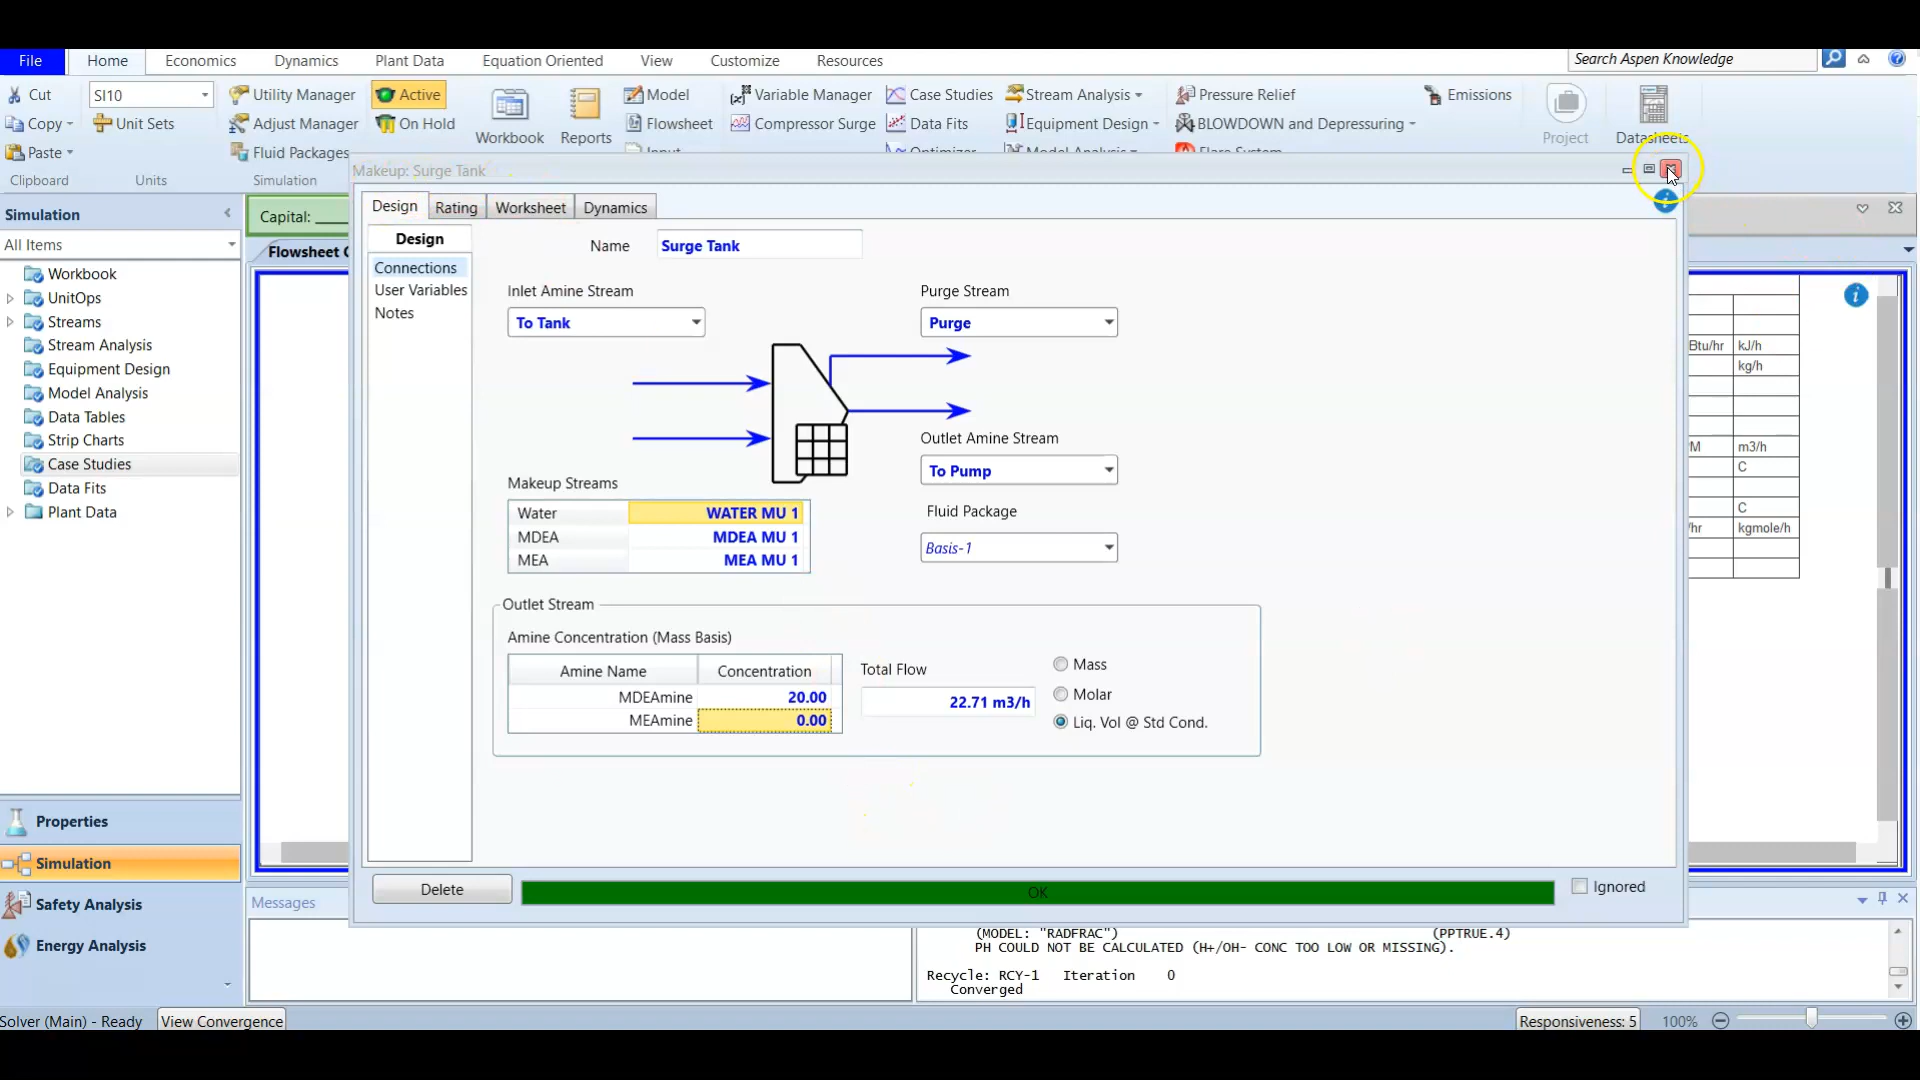 File Home Economics Dynamics Plant Data Equation Oriented View Customize Resources Search Aspen Knowledge
Cut SI10 Utility Manager Active Model Variable Manager Case Studies Stream Analysis Pressure Relief Emissions
Copy Unit Sets Adjust Manager On Hold Workbook Reports Flowsheet Compressor Surge Data Fits Equipment Design BLOWDOWN and Depressuring Project Datasheets
Paste Fluid Packages Input Optimizer Model Analysis Flare System
Clipboard Units Simulation
Makeup: Surge Tank
Simulation
Capital:
All Items
Flowsheet
Workbook
UnitOps
Streams
Stream Analysis
Equipment Design
Model Analysis
Data Tables
Strip Charts
Case Studies
Data Fits
Plant Data
Properties
Simulation
Safety Analysis
Energy Analysis
Design Rating Worksheet Dynamics
Design
Connections
User Variables
Notes
Name Surge Tank
Inlet Amine Stream
To Tank
Purge Stream
Purge
Outlet Amine Stream
To Pump
Fluid Package
Basis-1
Makeup Streams
Water WATER MU 1
MDEA MDEA MU 1
MEA MEA MU 1
Outlet Stream
Amine Concentration (Mass Basis)
Amine Name Concentration
MDEAmine 20.00
MEAmine 0.00
Total Flow
22.71 m3/h
Mass
Molar
Liq. Vol @ Std Cond.
Delete OK Ignored
Btu/hr kJ/h
kg/h
m3/h
C
C
/hr kgmole/h
Messages
(MODEL: "RADFRAC") (PPTRUE.4)
PH COULD NOT BE CALCULATED (H+/OH- CONC TOO LOW OR MISSING).
Recycle: RCY-1 Iteration 0
Converged
Solver (Main) - Ready View Convergence Responsiveness: 5 100%